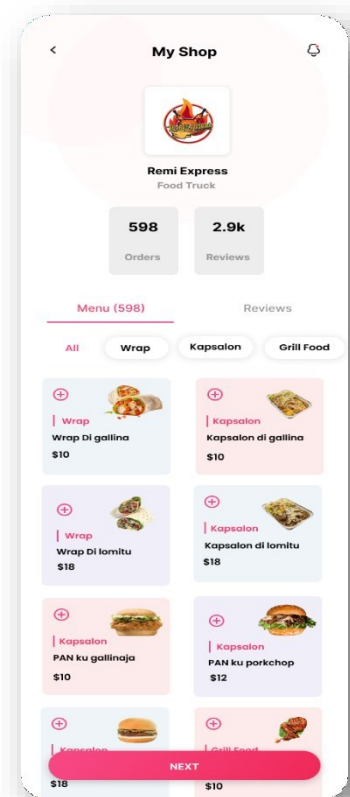 My Shop
Remi Express
Food Truck
598
Orders
2.9k
Reviews
Menu (598)
Reviews
All
Wrap
Kapsalon
Grill Food
Wrap
Wrap Di gallina
$10
Kapsalon
Kapsalon di gallina
$10
Wrap
Wrap Di lomitu
$18
Kapsalon
Kapsalon di lomitu
$18
Kapsalon
PAN ku gallinaja
$10
Kapsalon
PAN ku porkchop
$12
Kapsalon
Grill Food
NEXT
$18
$10